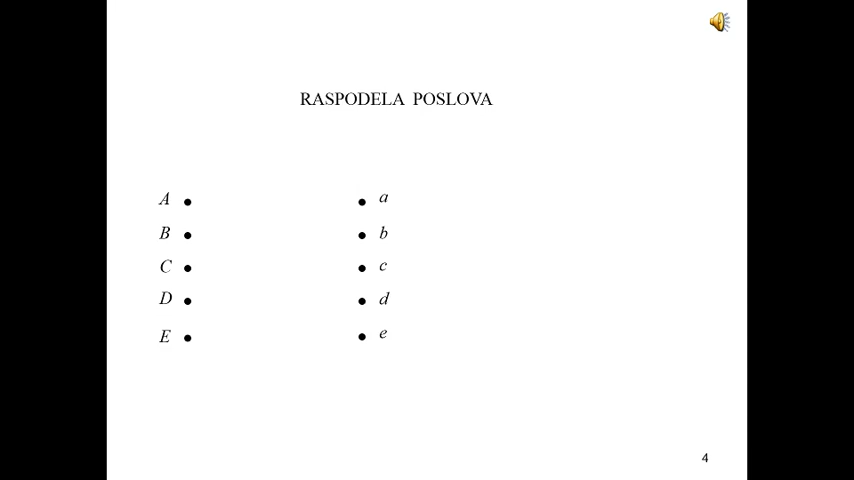 RASPODELA POSLOVA
A • • a
B • • b
C • • c
D • • d
E • • e
4